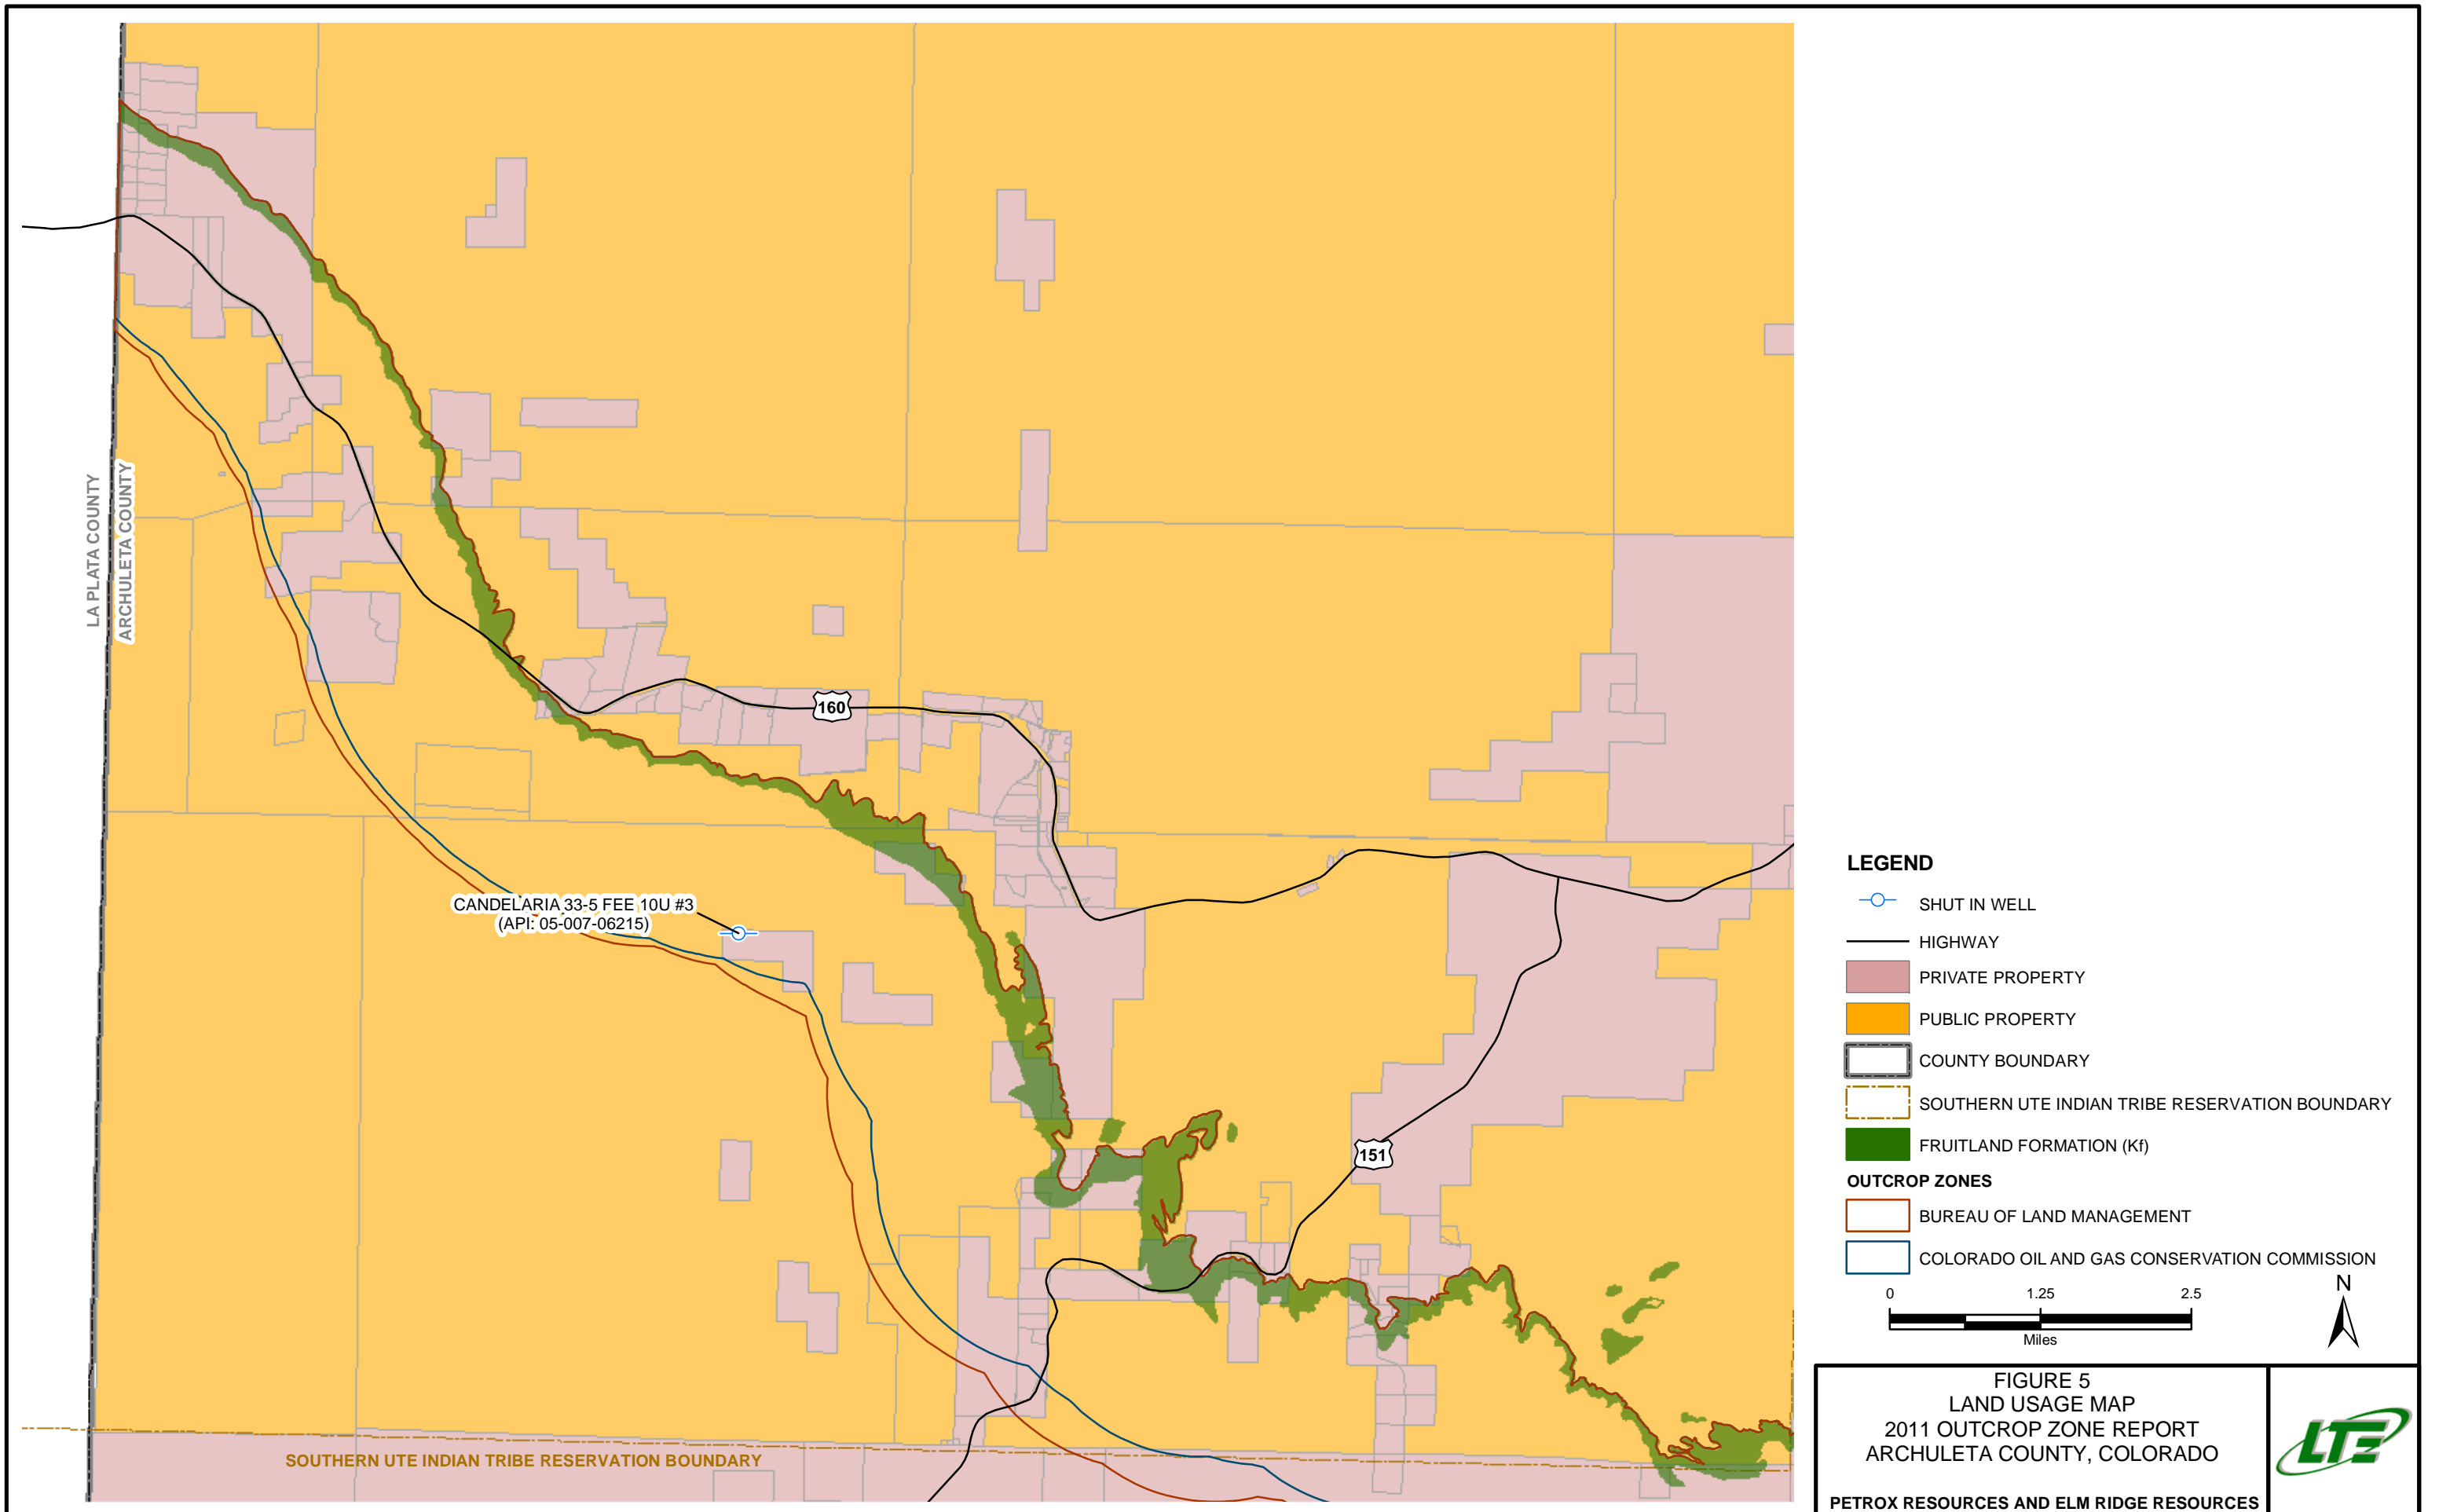 LA PLATA COUNTY
ARCHULETA COUNTY
160
CANDELARIA 33-5 FEE 10U #3
(API: 05-007-06215)
151
SOUTHERN UTE INDIAN TRIBE RESERVATION BOUNDARY
LEGEND
SHUT IN WELL
HIGHWAY
PRIVATE PROPERTY
PUBLIC PROPERTY
COUNTY BOUNDARY
SOUTHERN UTE INDIAN TRIBE RESERVATION BOUNDARY
FRUITLAND FORMATION (Kf)
OUTCROP ZONES
BUREAU OF LAND MANAGEMENT
COLORADO OIL AND GAS CONSERVATION COMMISSION
N
0 1.25 2.5
Miles
FIGURE 5
LAND USAGE MAP
2011 OUTCROP ZONE REPORT
ARCHULETA COUNTY, COLORADO
PETROX RESOURCES AND ELM RIDGE RESOURCES
LTE